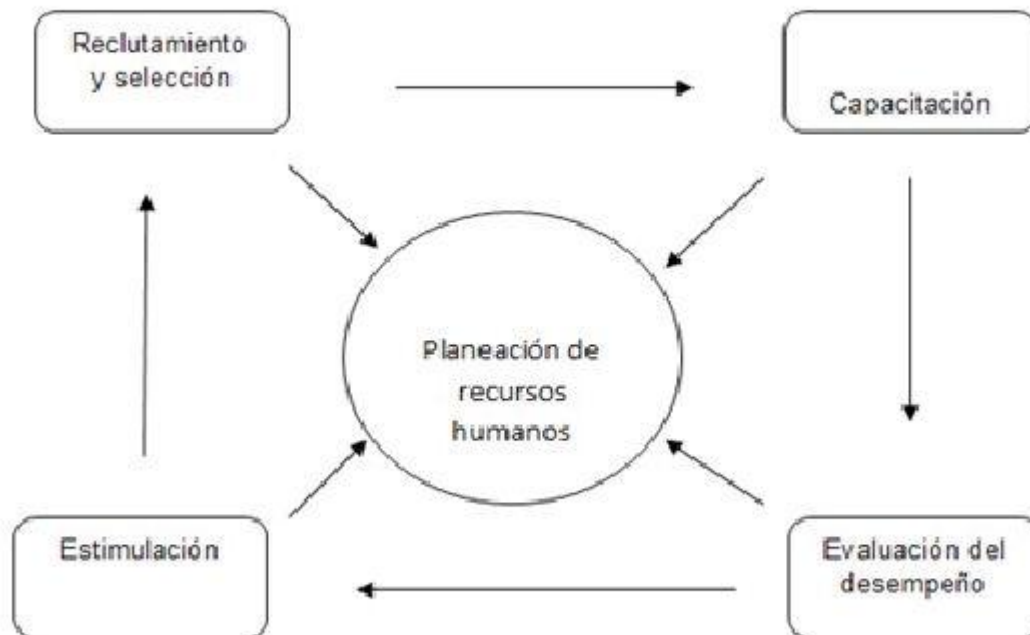 Reclutamiento
y selección
Capacitación
Planeación de
recursos
humanos
Estimulación
Evaluación del
desempeño